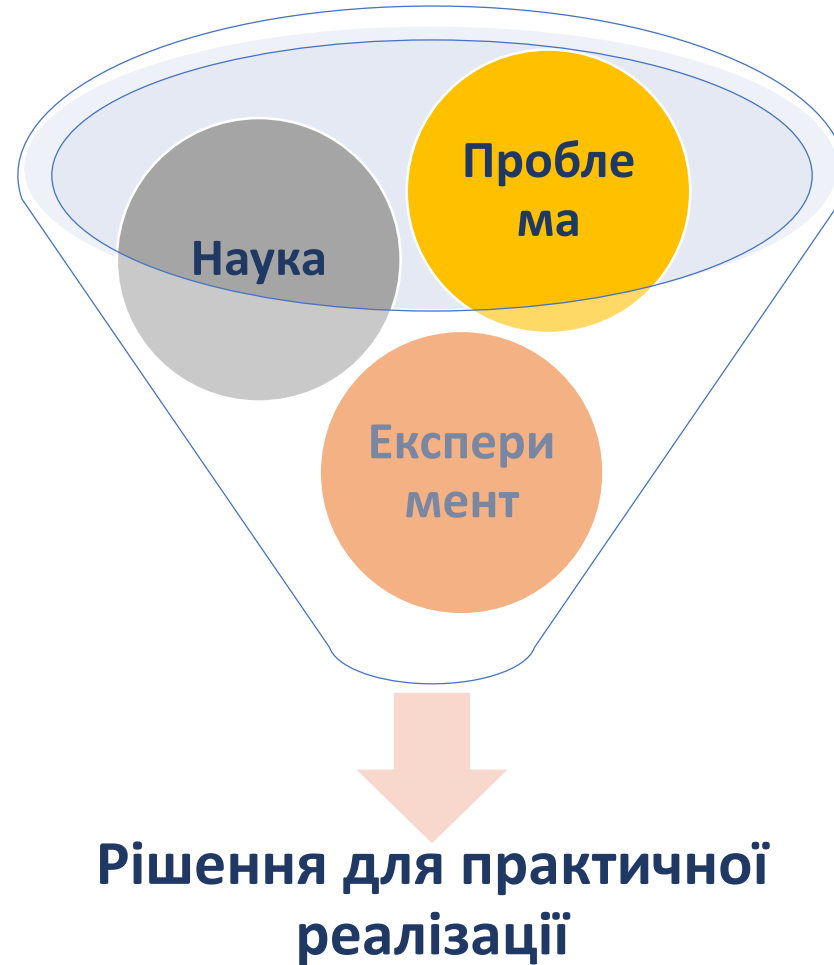 Пробле
ма
Наука
Експери
мент
Рішення для практичної
реалізації